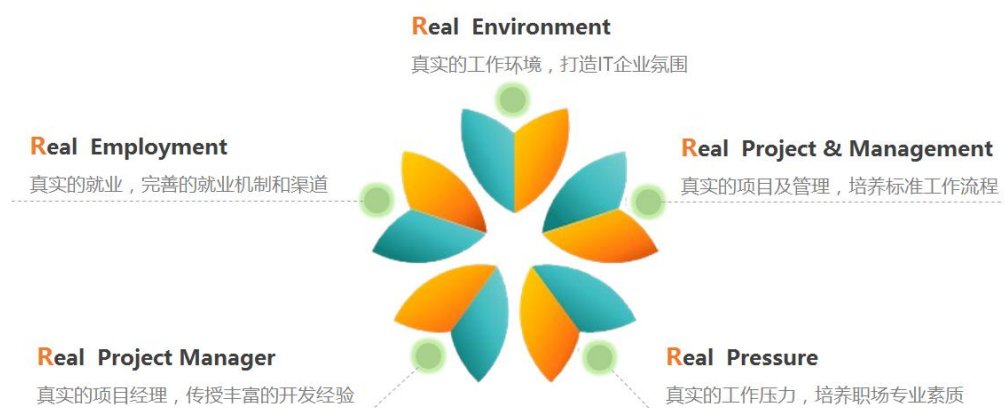 Real Environment
真实的工作环境，打造IT企业氛围
Real Employment
真实的就业，完善的就业机制和渠道
Real Project & Management
真实的项目及管理，培养标准工作流程
Real Project Manager
真实的项目经理，传授丰富的开发经验
Real Pressure
真实的工作压力，培养职场专业素质